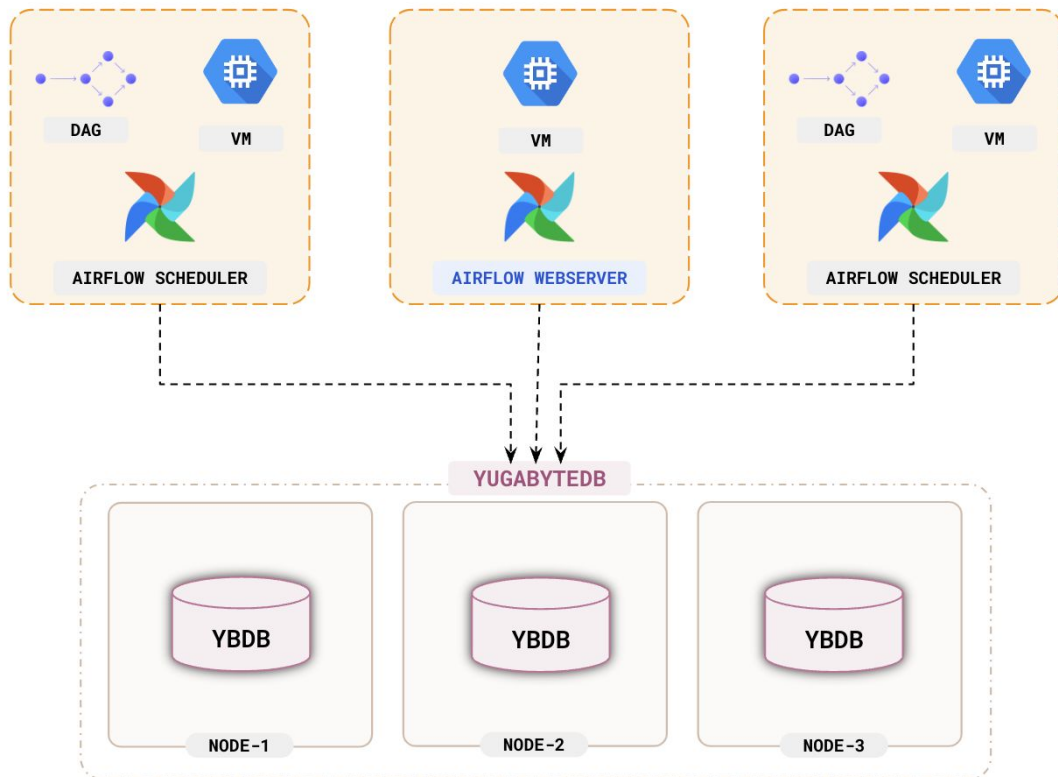 DAG
VM
AIRFLOW SCHEDULER
VM
AIRFLOW WEBSERVER
DAG
VM
AIRFLOW SCHEDULER
YUGABYTEDB
YBDB
NODE-1
YBDB
NODE-2
YBDB
NODE-3